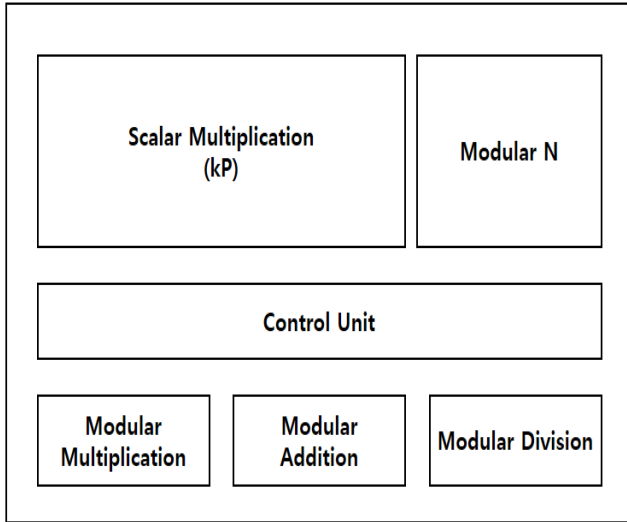 Scalar Multiplication
(kP)
Modular N
Control Unit
Modular
Multiplication
Modular
Addition
Modular Division